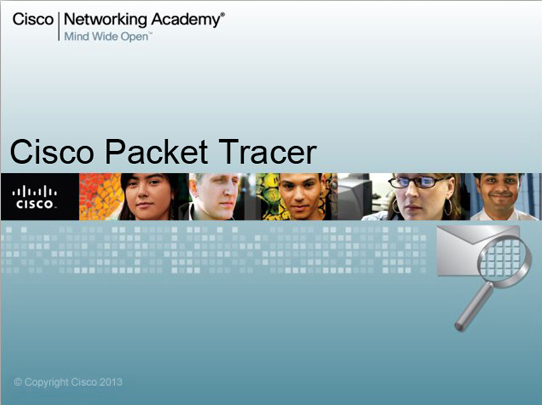 Cisco Networking Academy®
Mind Wide Open™
Cisco Packet Tracer
CISCO
© Copyright Cisco 2013